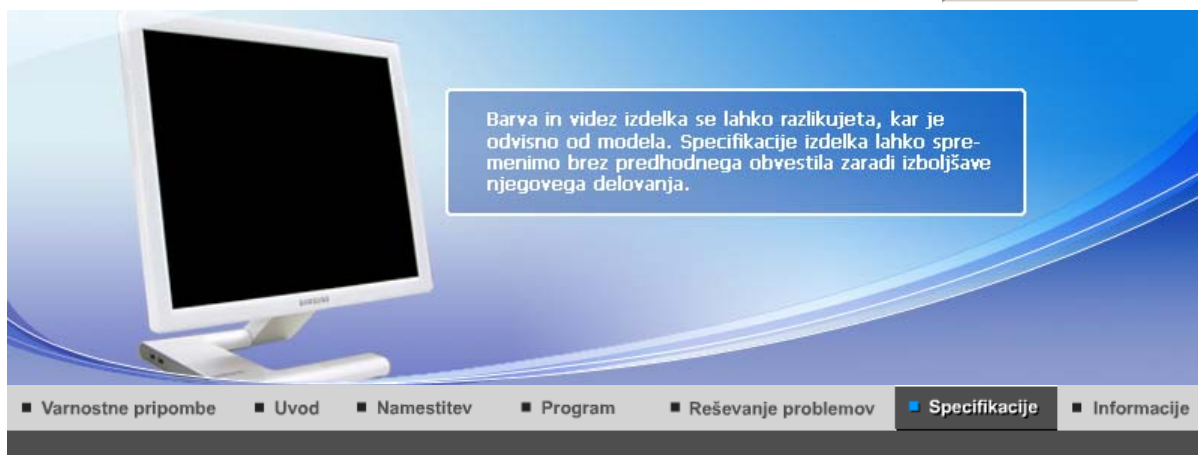 Barva in videz izdelka se lahko razlikujeta, kar je
odvisno od modela. Specifikacije izdelka lahko spre-
menimo brez predhodnega obvestila zaradi izboljšave
njegovega delovanja.
SAMSUNG
Varnostne pripombe Uvod Namestitev Program Reševanje problemov Specifikacije Informacije